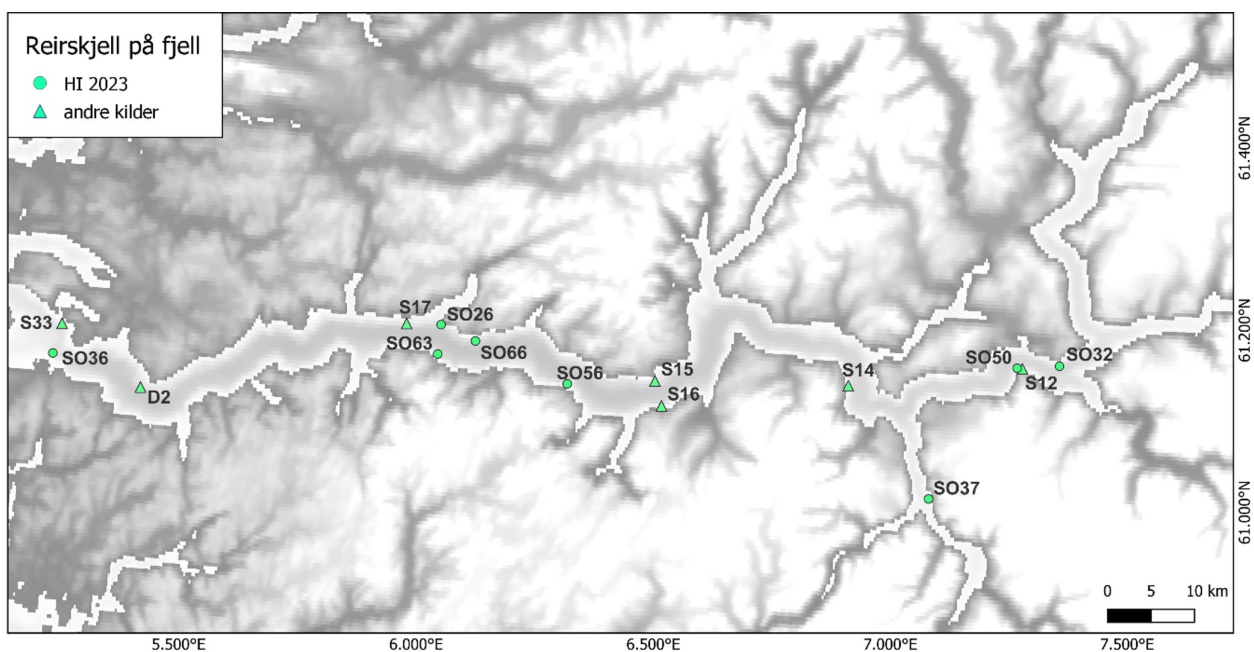 Reirskjell på fjell
HI 2023
andre kilder
S33
SO36
D2
S17
SO26
SO63
SO66
SO56
S15
S16
S14
SO50
SO32
S12
SO37
61.400°N
61.200°N
61.000°N
0 5 10 km
5.500°E 6.000°E 6.500°E 7.000°E 7.500°E